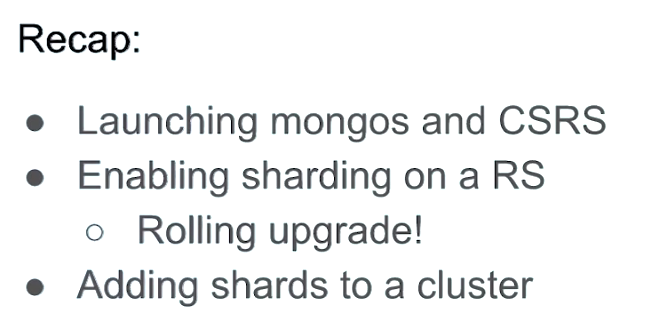 Recap:
● Launching mongos and CSRS
● Enabling sharding on a RS
○ Rolling upgrade!
● Adding shards to a cluster